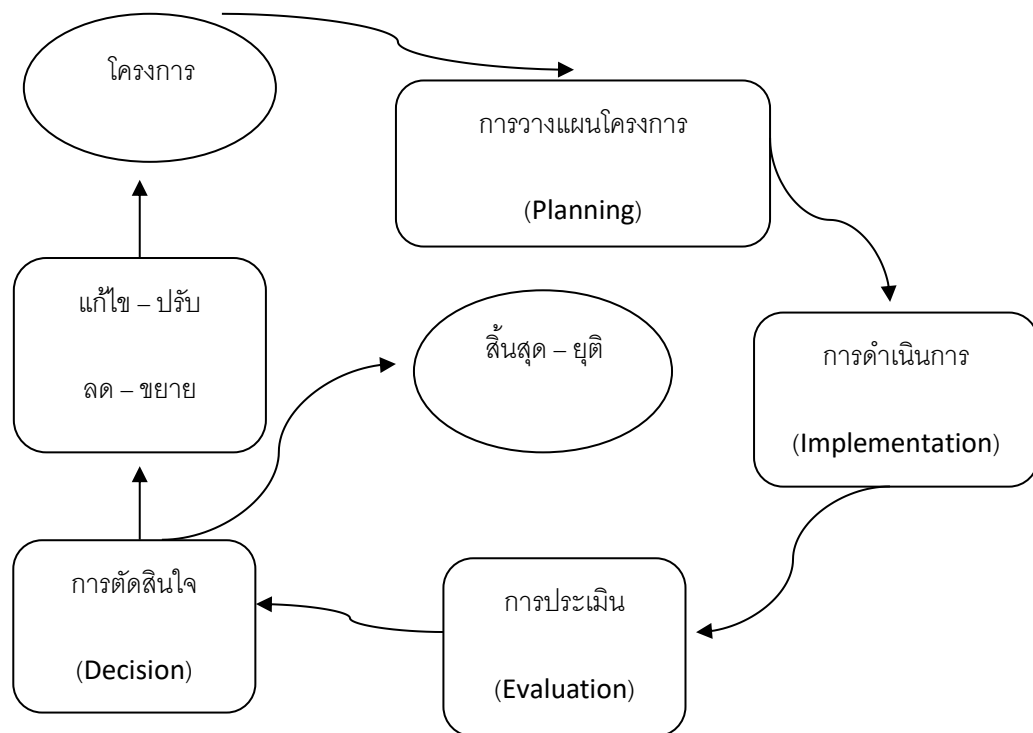 โครงการ
การวางแผนโครงการ
(Planning)
แก้ไข – ปรับ
ลด – ขยาย
สิ้นสุด – ยุติ
การดำเนินการ
(Implementation)
การตัดสินใจ
(Decision)
การประเมิน
(Evaluation)